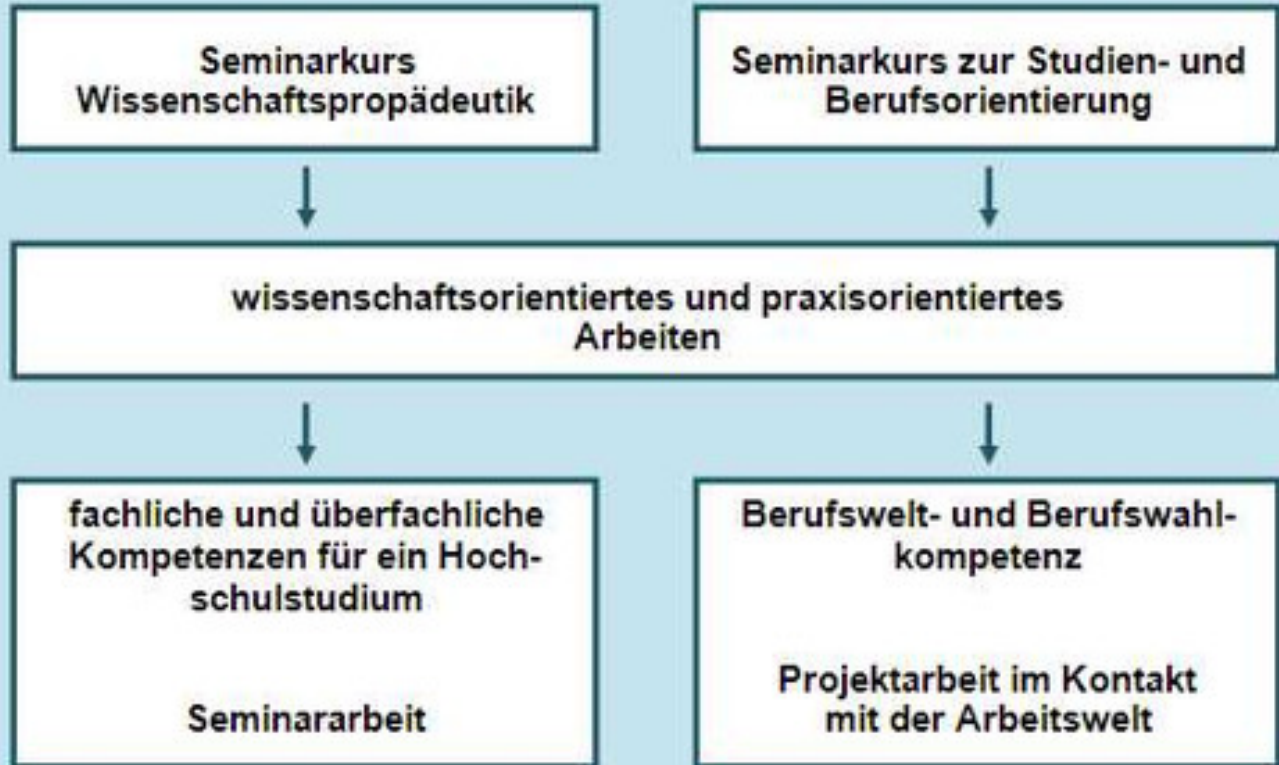 Seminarkurs
Wissenschaftspropädeutik
Seminarkurs zur Studien- und
Berufsorientierung
wissenschaftsorientiertes und praxisorientiertes
Arbeiten
fachliche und überfachliche
Kompetenzen für ein Hoch-
schulstudium
Seminararbeit
Berufswelt- und Berufswahl-
kompetenz
Projektarbeit im Kontakt
mit der Arbeitswelt